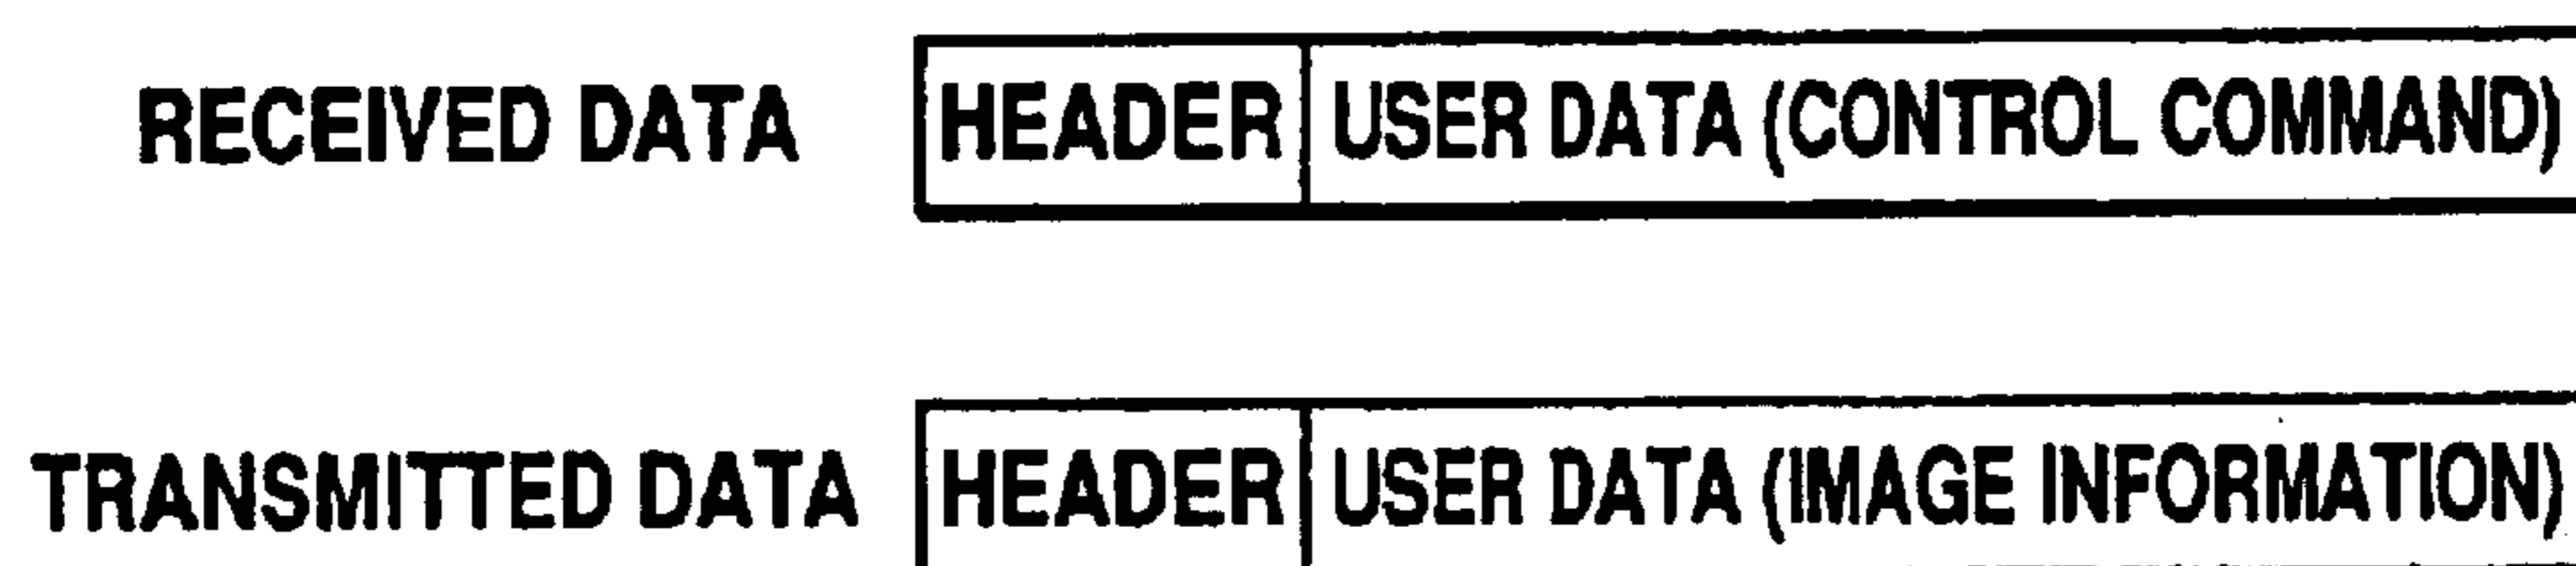 RECEIVED DATA HEADER USER DATA (CONTROL COMMAND)
TRANSMITTED DATA HEADER USER DATA (IMAGE INFORMATION)